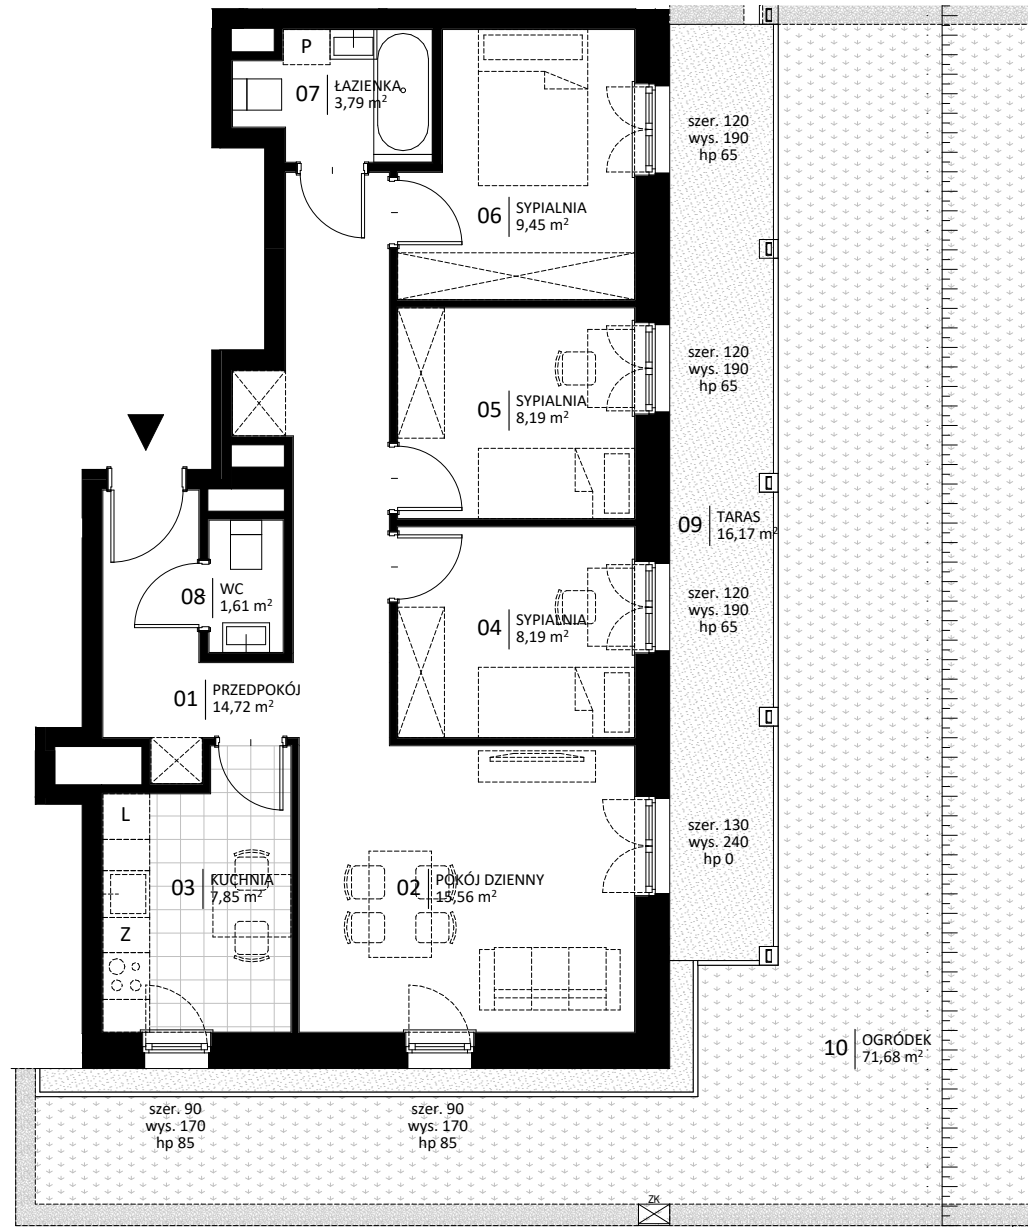 P
07
ŁAZIENKA
3,79 m²
szer. 120
wys. 190
hp 65
06
SYPIALNIA
9,45 m²
szer. 120
wys. 190
hp 65
05
SYPIALNIA
8,19 m²
09
TARAS
16,17 m²
08
WC
1,61 m²
szer. 120
wys. 190
hp 65
04
SYPIALNIA
8,19 m²
01
PRZEDPOKÓJ
14,72 m²
L
szer. 130
wys. 240
hp 0
03
KUCHNIA
7,85 m²
02
POKÓJ DZIENNY
15,56 m²
Z
10
OGRÓDEK
71,68 m²
szer. 90
wys. 170
hp 85
szer. 90
wys. 170
hp 85
ZK